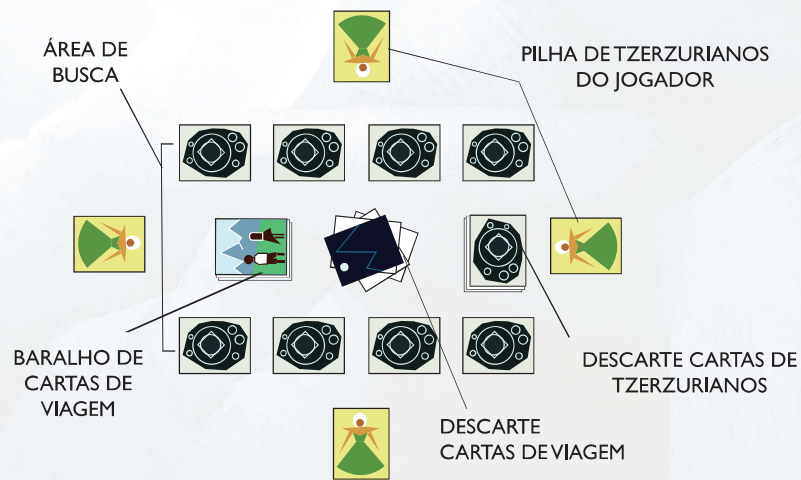 ÁREA DE
BUSCA
PILHA DE TZERZURIANOS
DO JOGADOR
BARALHO DE
CARTAS DE
VIAGEM
DESCARTE CARTAS DE
TZERZURIANOS
DESCARTE
CARTAS DE VIAGEM